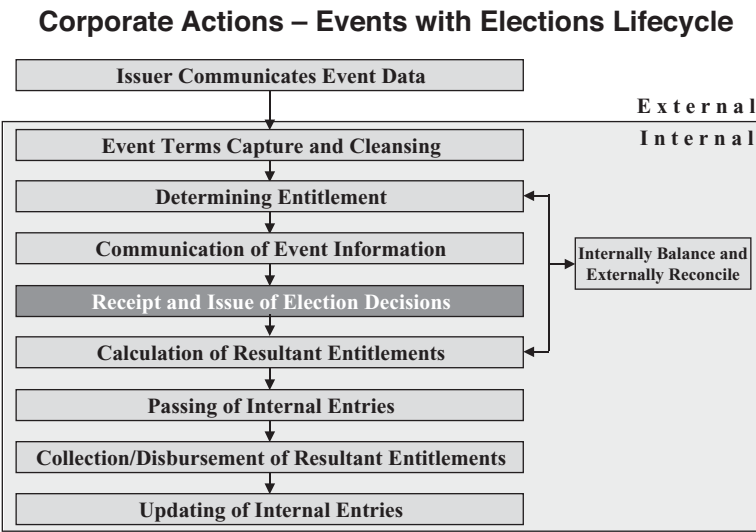 Corporate Actions – Events with Elections Lifecycle
Issuer Communicates Event Data
External
Internal
Event Terms Capture and Cleansing
Determining Entitlement
Communication of Event Information
Internally Balance and
Externally Reconcile
Receipt and Issue of Election Decisions
Calculation of Resultant Entitlements
Passing of Internal Entries
Collection/Disbursement of Resultant Entitlements
Updating of Internal Entries